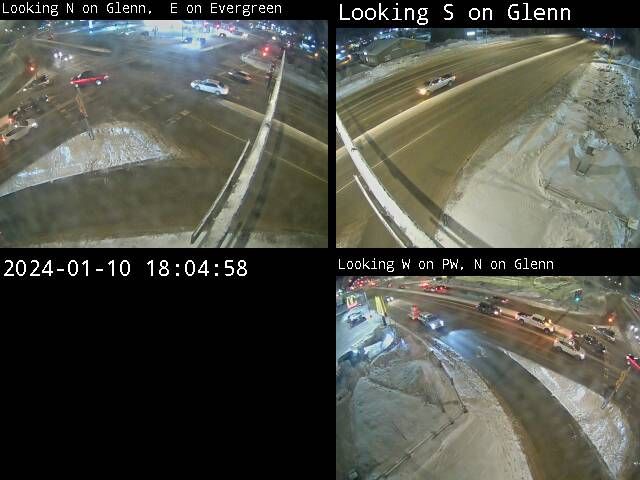 Looking N on Glenn,  E on Evergreen
Looking S on Glenn
2024-01-10 18:04:58
Looking W on PW, N on Glenn